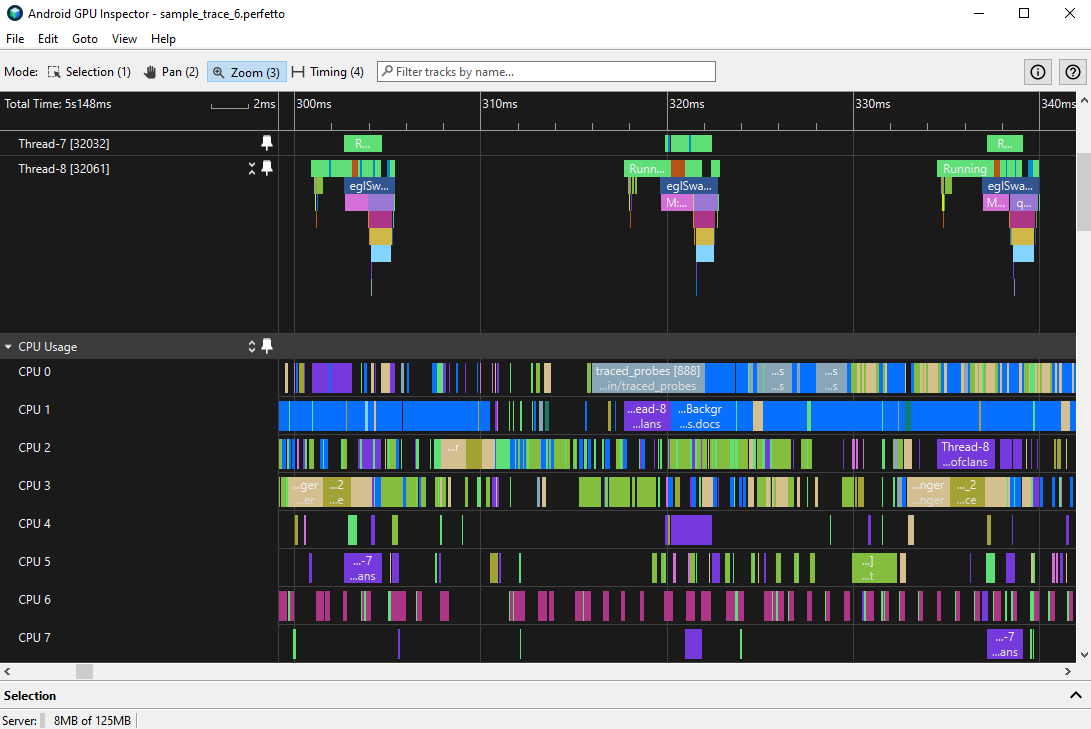 Android GPU Inspector - sample_trace_6.perfetto
File Edit Goto View Help
Mode: Selection (1) Pan (2) Zoom (3) Timing (4) Filter tracks by name...
Total Time: 5s148ms 2ms 300ms 310ms 320ms 330ms 340ms
Thread-7 [32032] R... R...
Thread-8 [32061] Runn... Running
eglSwa... eglSwa... eglSwa...
M:... M... q...
CPU Usage
CPU 0 traced_probes [888] ...s ...s
...in/traced_probes ...s ...s
CPU 1 ...ead-8 ...Backgr
...lans ...s.docs
CPU 2 ...r Thread-8
...ofclans
CPU 3 ...ger ..._2 ...nger ..._2
...er ...e ...nger ...ce
CPU 4
CPU 5 ...-7 ...]
...ans ...t
CPU 6
CPU 7 ...-7
...ans
Selection
Server: 8MB of 125MB